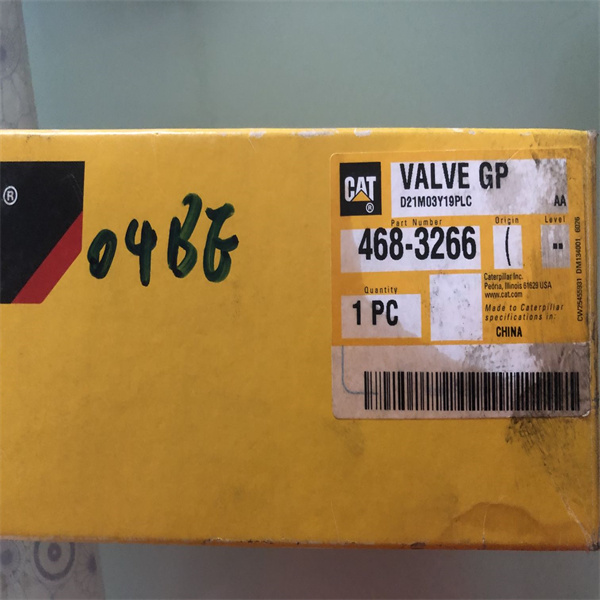 ®
04BE
CAT
®
VALVE GP
D21M03Y19PLC
AA
Part Number
Origin
Level
468-3266
(
--
Quantity
1 PC
Caterpillar Inc.
Peoria, Illinois 61629 USA
www.cat.com
Made to Caterpillar
specifications in:
CHINA